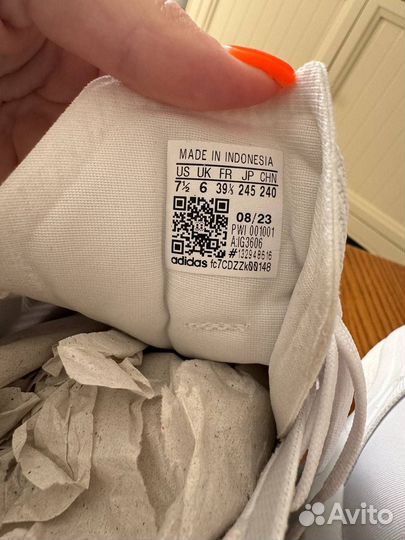 MADE IN INDONESIA
US UK FR JP CHN
7½ 6 39⅓ 245 240
08/23
PWI 001001
A:IG3606
#132948616
adidas fc7CDZZk00148
Avito